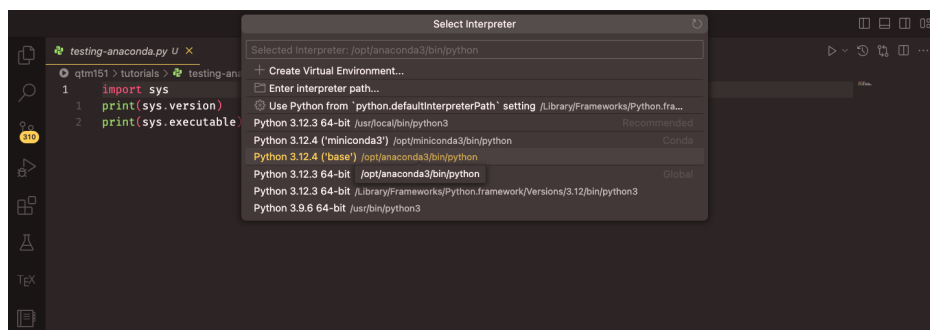 Select Interpreter
testing-anaconda.py U ×
Selected Interpreter: /opt/anaconda3/bin/python
qtm151 > tutorials > testing-ana
+ Create Virtual Environment...
Enter interpreter path...
Use Python from `python.defaultInterpreterPath` setting /Library/Frameworks/Python.fra...
Python 3.12.3 64-bit /usr/local/bin/python3 Recommended
Python 3.12.4 ('miniconda3') /opt/miniconda3/bin/python Conda
Python 3.12.4 ('base') /opt/anaconda3/bin/python
Python 3.12.3 64-bit /opt/anaconda3/bin/python Global
Python 3.12.3 64-bit /Library/Frameworks/Python.framework/Versions/3.12/bin/python3
Python 3.9.6 64-bit /usr/bin/python3
1 import sys
1 print(sys.version)
2 print(sys.executable)
310
TEX